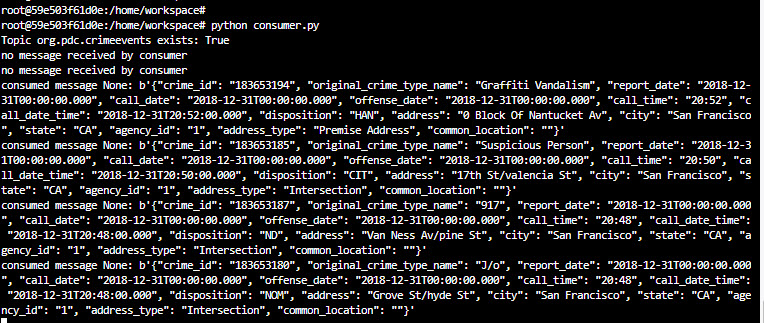 root@59e503f61d0e:/home/workspace#
root@59e503f61d0e:/home/workspace# python consumer.py
Topic org.pdc.crimeevents exists: True
no message received by consumer
no message received by consumer
consumed message None: b'{"crime_id": "183653194", "original_crime_type_name": "Graffiti Vandalism", "report_date": "2018-12-
31T00:00:00.000", "call_date": "2018-12-31T00:00:00.000", "offense_date": "2018-12-31T00:00:00.000", "call_time": "20:52", "c
all_date_time": "2018-12-31T20:52:00.000", "disposition": "HAN", "address": "0 Block Of Nantucket Av", "city": "San Francisco
", "state": "CA", "agency_id": "1", "address_type": "Premise Address", "common_location": ""}'
consumed message None: b'{"crime_id": "183653185", "original_crime_type_name": "Suspicious Person", "report_date": "2018-12-3
1T00:00:00.000", "call_date": "2018-12-31T00:00:00.000", "offense_date": "2018-12-31T00:00:00.000", "call_time": "20:50", "ca
ll_date_time": "2018-12-31T20:50:00.000", "disposition": "CIT", "address": "17th St/valencia St", "city": "San Francisco", "s
tate": "CA", "agency_id": "1", "address_type": "Intersection", "common_location": ""}'
consumed message None: b'{"crime_id": "183653187", "original_crime_type_name": "917", "report_date": "2018-12-31T00:00:00.000
", "call_date": "2018-12-31T00:00:00.000", "offense_date": "2018-12-31T00:00:00.000", "call_time": "20:48", "call_date_time":
"2018-12-31T20:48:00.000", "disposition": "ND", "address": "Van Ness Av/pine St", "city": "San Francisco", "state": "CA", "a
gency_id": "1", "address_type": "Intersection", "common_location": ""}'
consumed message None: b'{"crime_id": "183653180", "original_crime_type_name": "J/o", "report_date": "2018-12-31T00:00:00.000
", "call_date": "2018-12-31T00:00:00.000", "offense_date": "2018-12-31T00:00:00.000", "call_time": "20:48", "call_date_time":
"2018-12-31T20:48:00.000", "disposition": "NOM", "address": "Grove St/hyde St", "city": "San Francisco", "state": "CA", "age
ncy_id": "1", "address_type": "Intersection", "common_location": ""}'